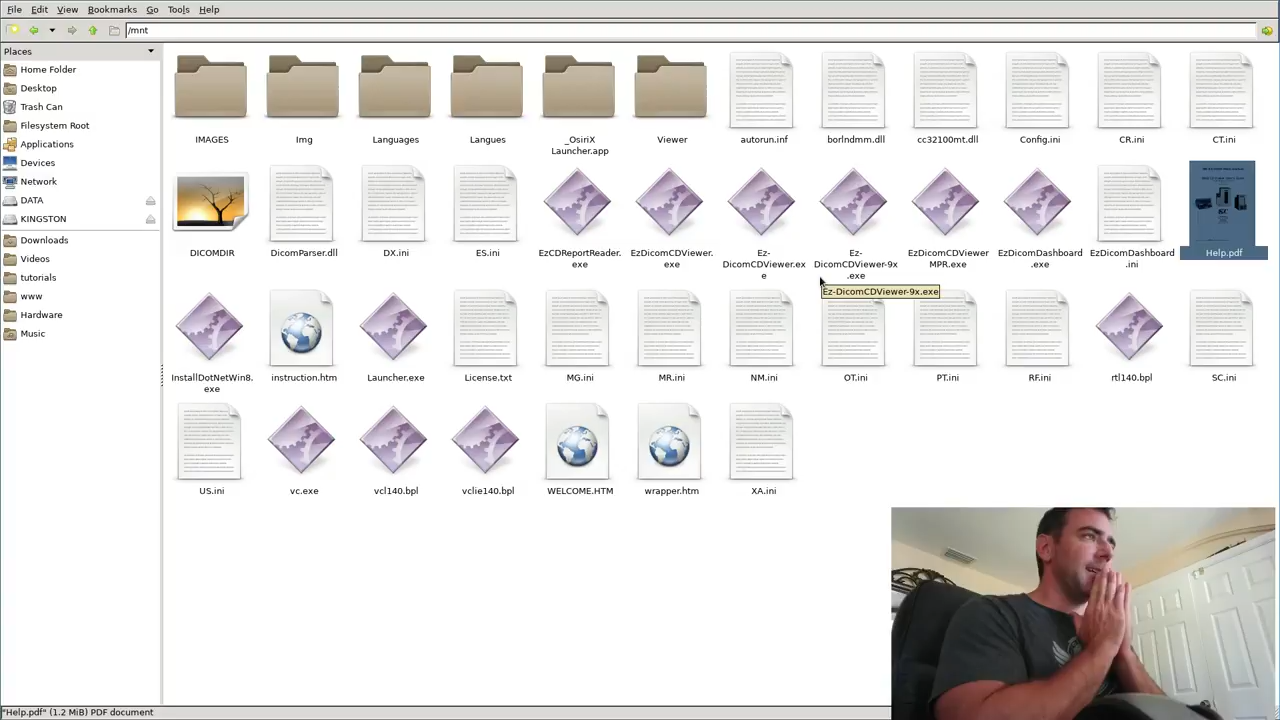 File Edit View Bookmarks Go Tools Help
/mnt
Places
Home Folder
Desktop
Trash Can
Filesystem Root
Applications
Devices
Network
DATA
KINGSTON
Downloads
Videos
tutorials
www
Hardware
Music
IMAGES
Img
Languages
Langues
_OsiriX
Launcher.app
Viewer
autorun.inf
borlndmm.dll
cc32100mt.dll
Config.ini
CR.ini
CT.ini
DICOMDIR
DicomParser.dll
DX.ini
ES.ini
EzCDReportReader.
exe
EzDicomCDViewer.
exe
Ez-
DicomCDViewer.ex
e
Ez-
DicomCDViewer-9x
.exe
EzDicomCDViewer
MPR.exe
EzDicomDashboard
.exe
EzDicomDashboard
.ini
Help.pdf
Ez-DicomCDViewer-9x.exe
InstallDotNetWin8.
exe
instruction.htm
Launcher.exe
License.txt
MG.ini
MR.ini
NM.ini
OT.ini
PT.ini
RF.ini
rtl140.bpl
SC.ini
US.ini
vc.exe
vcl140.bpl
vclie140.bpl
WELCOME.HTM
wrapper.htm
XA.ini
"Help.pdf" (1.2 MiB) PDF document